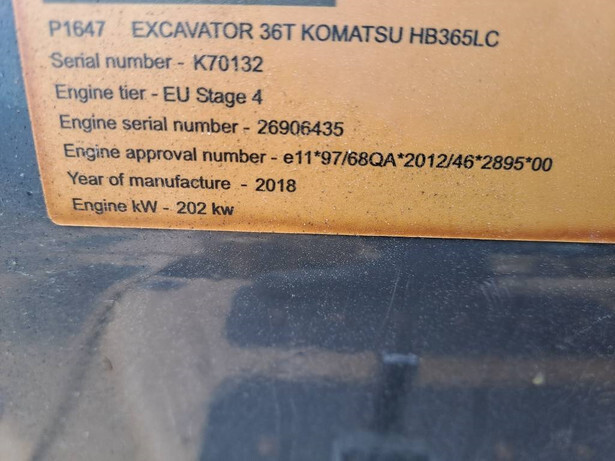 P1647 EXCAVATOR 36T KOMATSU HB365LC
Serial number - K70132
Engine tier - EU Stage 4
Engine serial number - 26906435
Engine approval number - e11*97/68QA*2012/46*2895*00
Year of manufacture - 2018
Engine kW - 202 kw